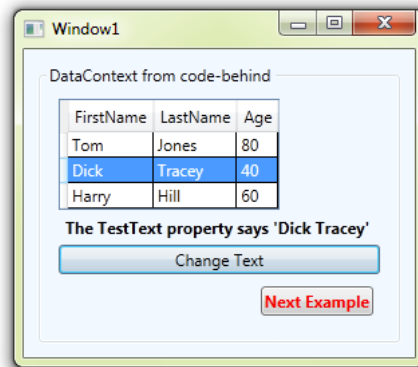 Window1
DataContext from code-behind
FirstName LastName Age
Tom Jones 80
Dick Tracey 40
Harry Hill 60
The TestText property says 'Dick Tracey'
Change Text
Next Example